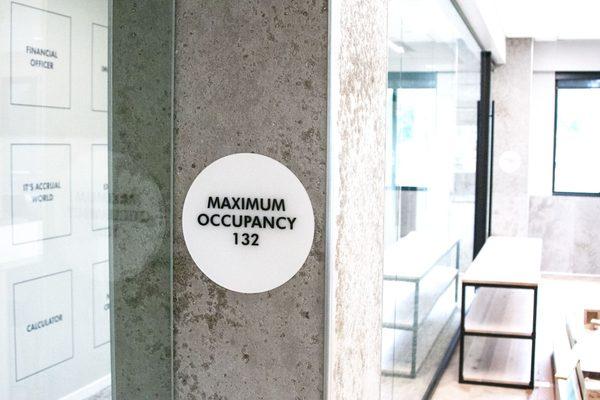 FINANCIAL
OFFICER
IT'S ACCRUAL
WORLD
CALCULATOR
MAXIMUM
OCCUPANCY
132